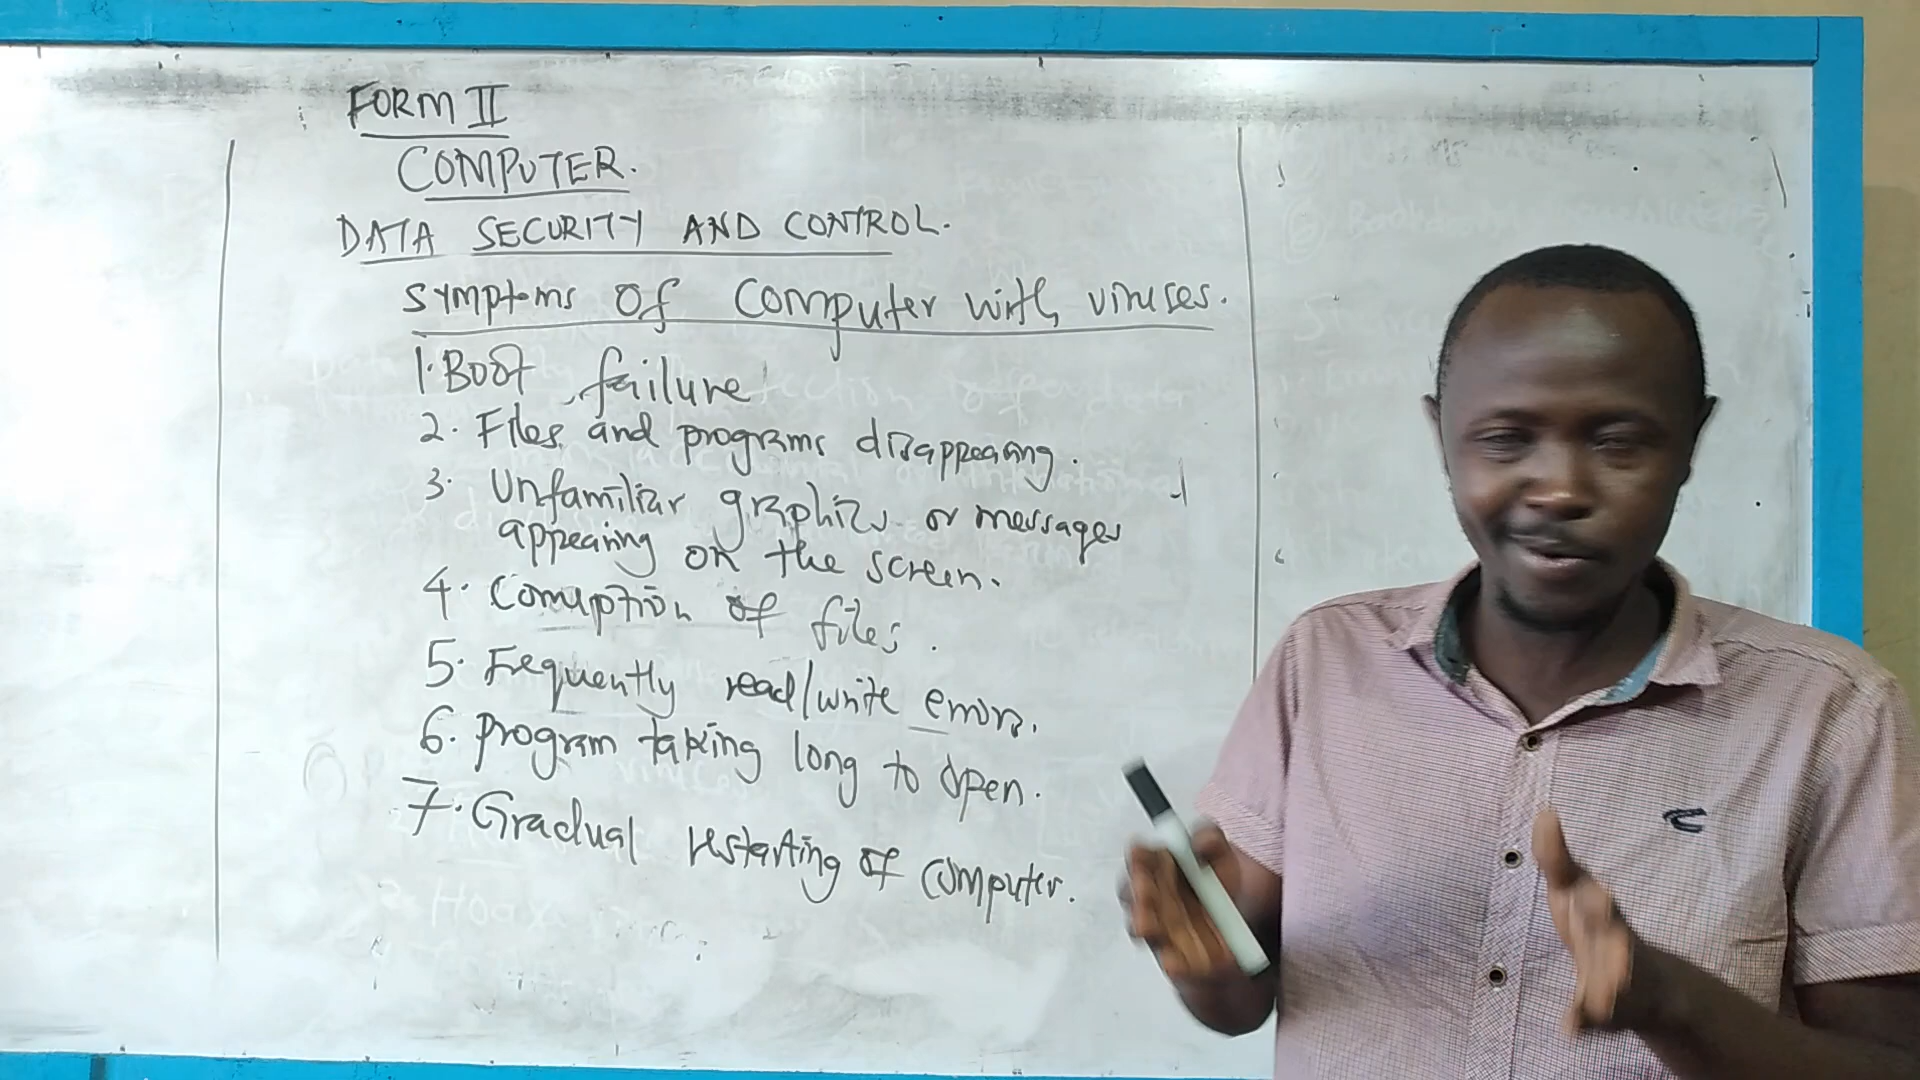 FORM II
COMPUTER.
DATA SECURITY AND CONTROL.
Symptoms of Computer with viruses.
1. Boot failure
2. Files and programs disappearing.
3. Unfamiliar graphics or messages
appearing on the screen.
4. Corruption of files.
5. Frequently read/write errors.
6. program taking long to open.
7. Gradual restarting of computer.